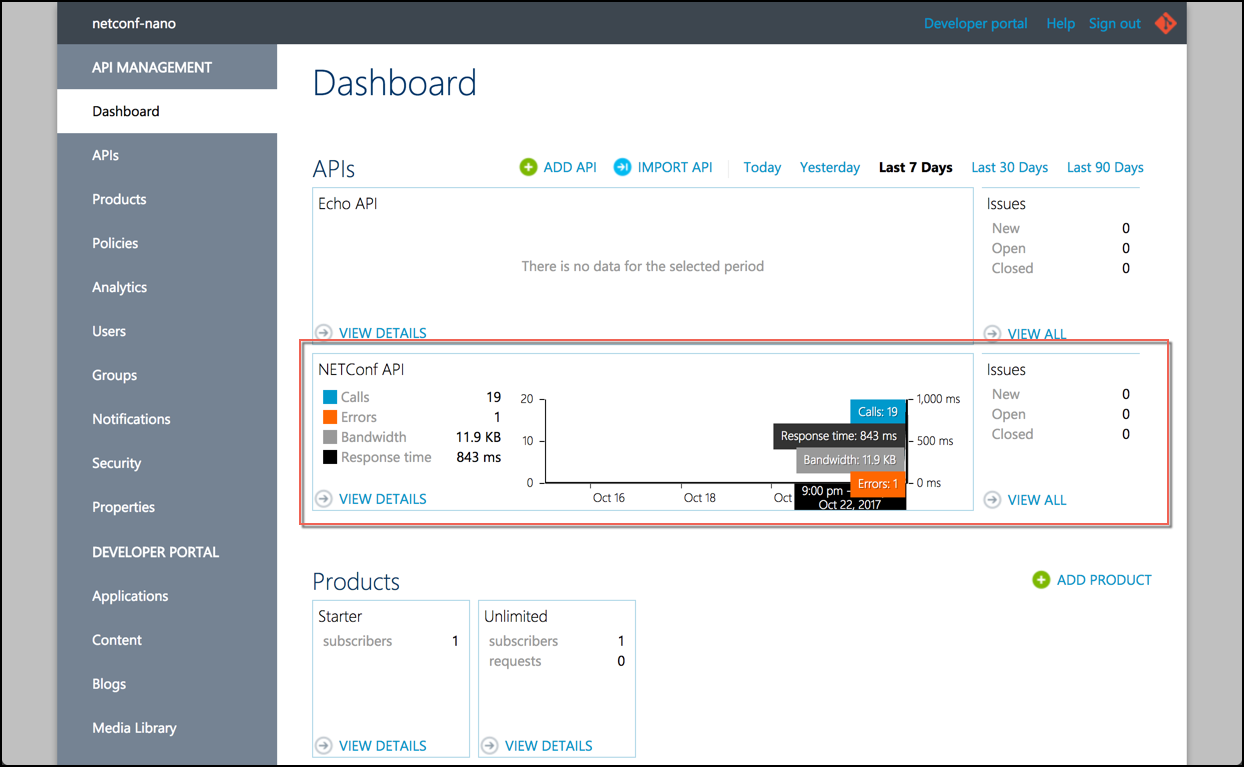 netconf-nano
Developer portal Help Sign out
API MANAGEMENT
Dashboard
APIs
Products
Policies
Analytics
Users
Groups
Notifications
Security
Properties
DEVELOPER PORTAL
Applications
Content
Blogs
Media Library
Dashboard
APIs
ADD API IMPORT API Today Yesterday Last 7 Days Last 30 Days Last 90 Days
Echo API
There is no data for the selected period
VIEW DETAILS
Issues
New 0
Open 0
Closed 0
VIEW ALL
NETConf API
Calls 19
Errors 1
Bandwidth 11.9 KB
Response time 843 ms
VIEW DETAILS
20
10
0
Calls: 19
Response time: 843 ms
Bandwidth: 11.9 KB
Errors: 1
1,000 ms
500 ms
0 ms
Oct 16 Oct 18 Oct
9:00 pm -
Oct 22, 2017
Issues
New 0
Open 0
Closed 0
VIEW ALL
Products
ADD PRODUCT
Starter
subscribers 1
VIEW DETAILS
Unlimited
subscribers 1
requests 0
VIEW DETAILS